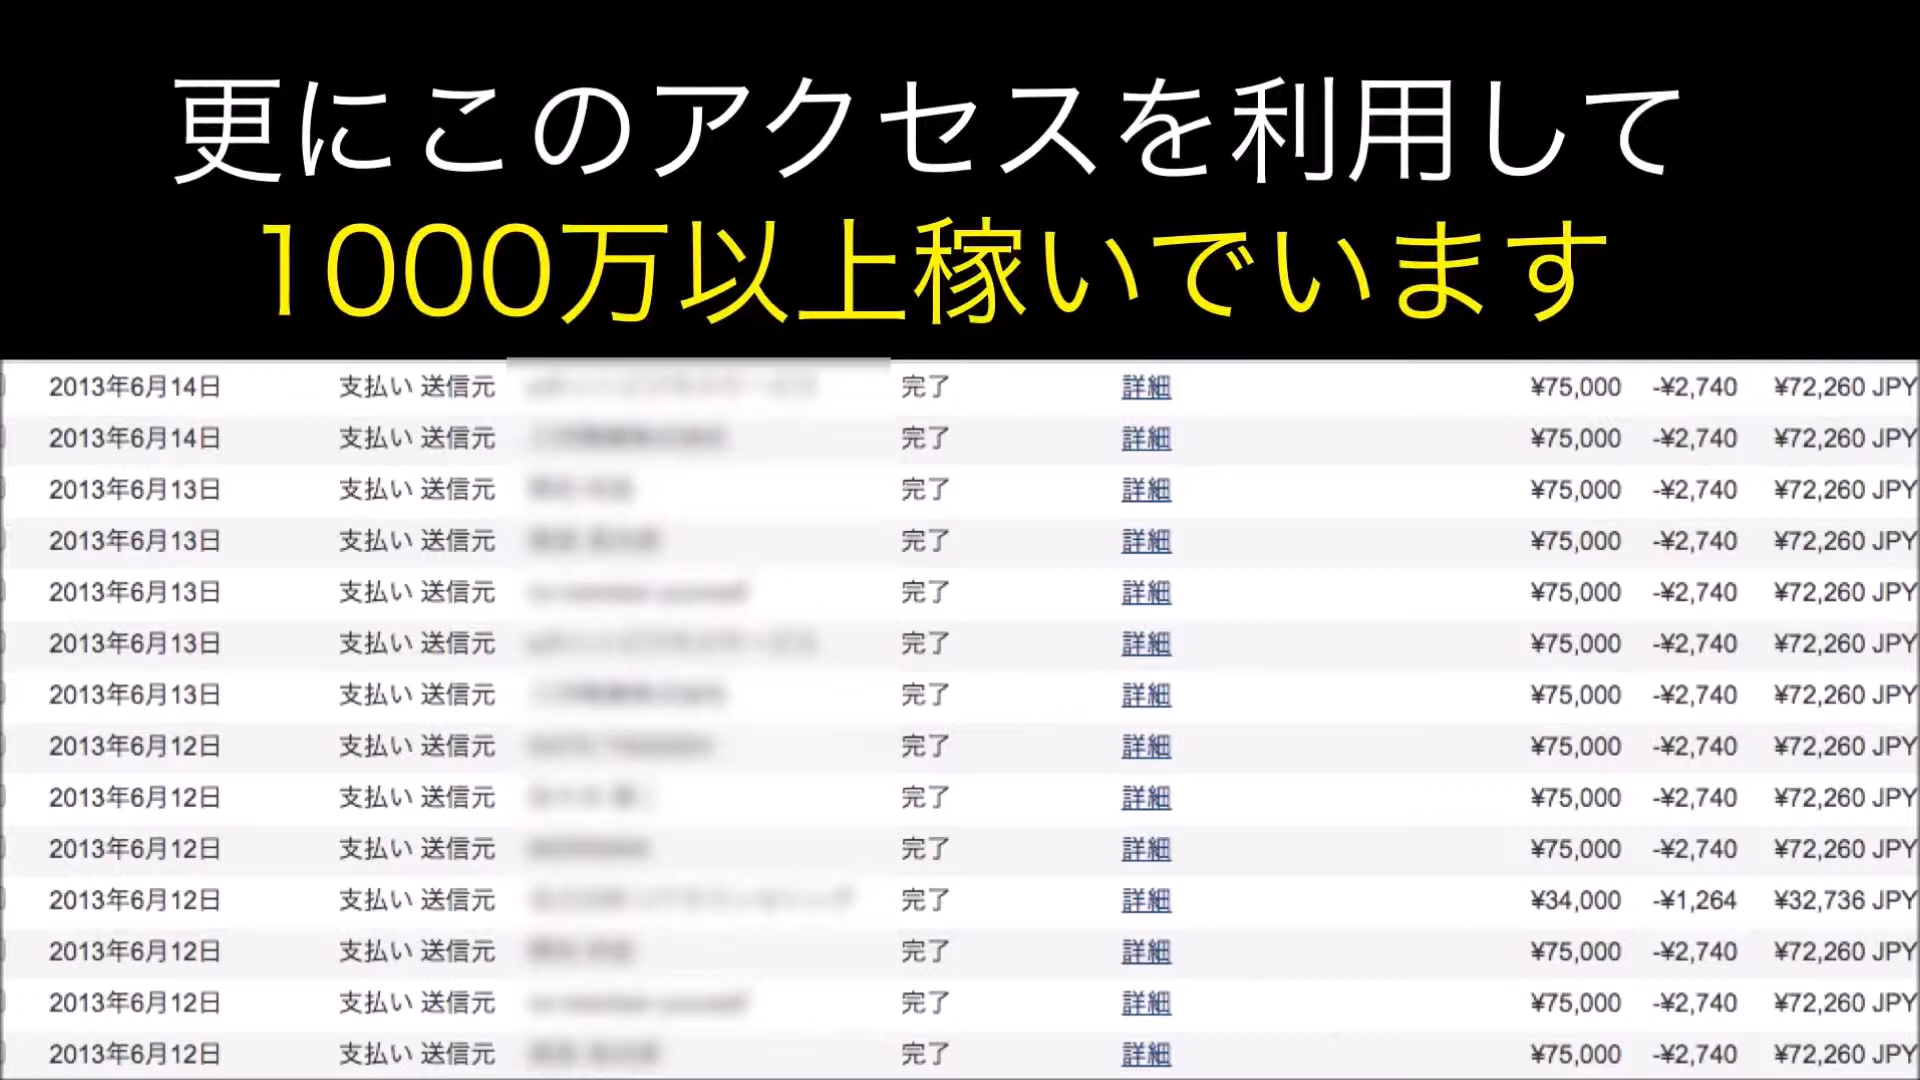 更にこのアクセスを利用して
1000万以上稼いでいます
2013年6月14日 支払い 送信元 完了 詳細 ¥75,000 -¥2,740 ¥72,260 JPY
2013年6月14日 支払い 送信元 完了 詳細 ¥75,000 -¥2,740 ¥72,260 JPY
2013年6月13日 支払い 送信元 完了 詳細 ¥75,000 -¥2,740 ¥72,260 JPY
2013年6月13日 支払い 送信元 完了 詳細 ¥75,000 -¥2,740 ¥72,260 JPY
2013年6月13日 支払い 送信元 完了 詳細 ¥75,000 -¥2,740 ¥72,260 JPY
2013年6月13日 支払い 送信元 完了 詳細 ¥75,000 -¥2,740 ¥72,260 JPY
2013年6月13日 支払い 送信元 完了 詳細 ¥75,000 -¥2,740 ¥72,260 JPY
2013年6月12日 支払い 送信元 完了 詳細 ¥75,000 -¥2,740 ¥72,260 JPY
2013年6月12日 支払い 送信元 完了 詳細 ¥75,000 -¥2,740 ¥72,260 JPY
2013年6月12日 支払い 送信元 完了 詳細 ¥75,000 -¥2,740 ¥72,260 JPY
2013年6月12日 支払い 送信元 完了 詳細 ¥34,000 -¥1,264 ¥32,736 JPY
2013年6月12日 支払い 送信元 完了 詳細 ¥75,000 -¥2,740 ¥72,260 JPY
2013年6月12日 支払い 送信元 完了 詳細 ¥75,000 -¥2,740 ¥72,260 JPY
2013年6月12日 支払い 送信元 完了 詳細 ¥75,000 -¥2,740 ¥72,260 JPY